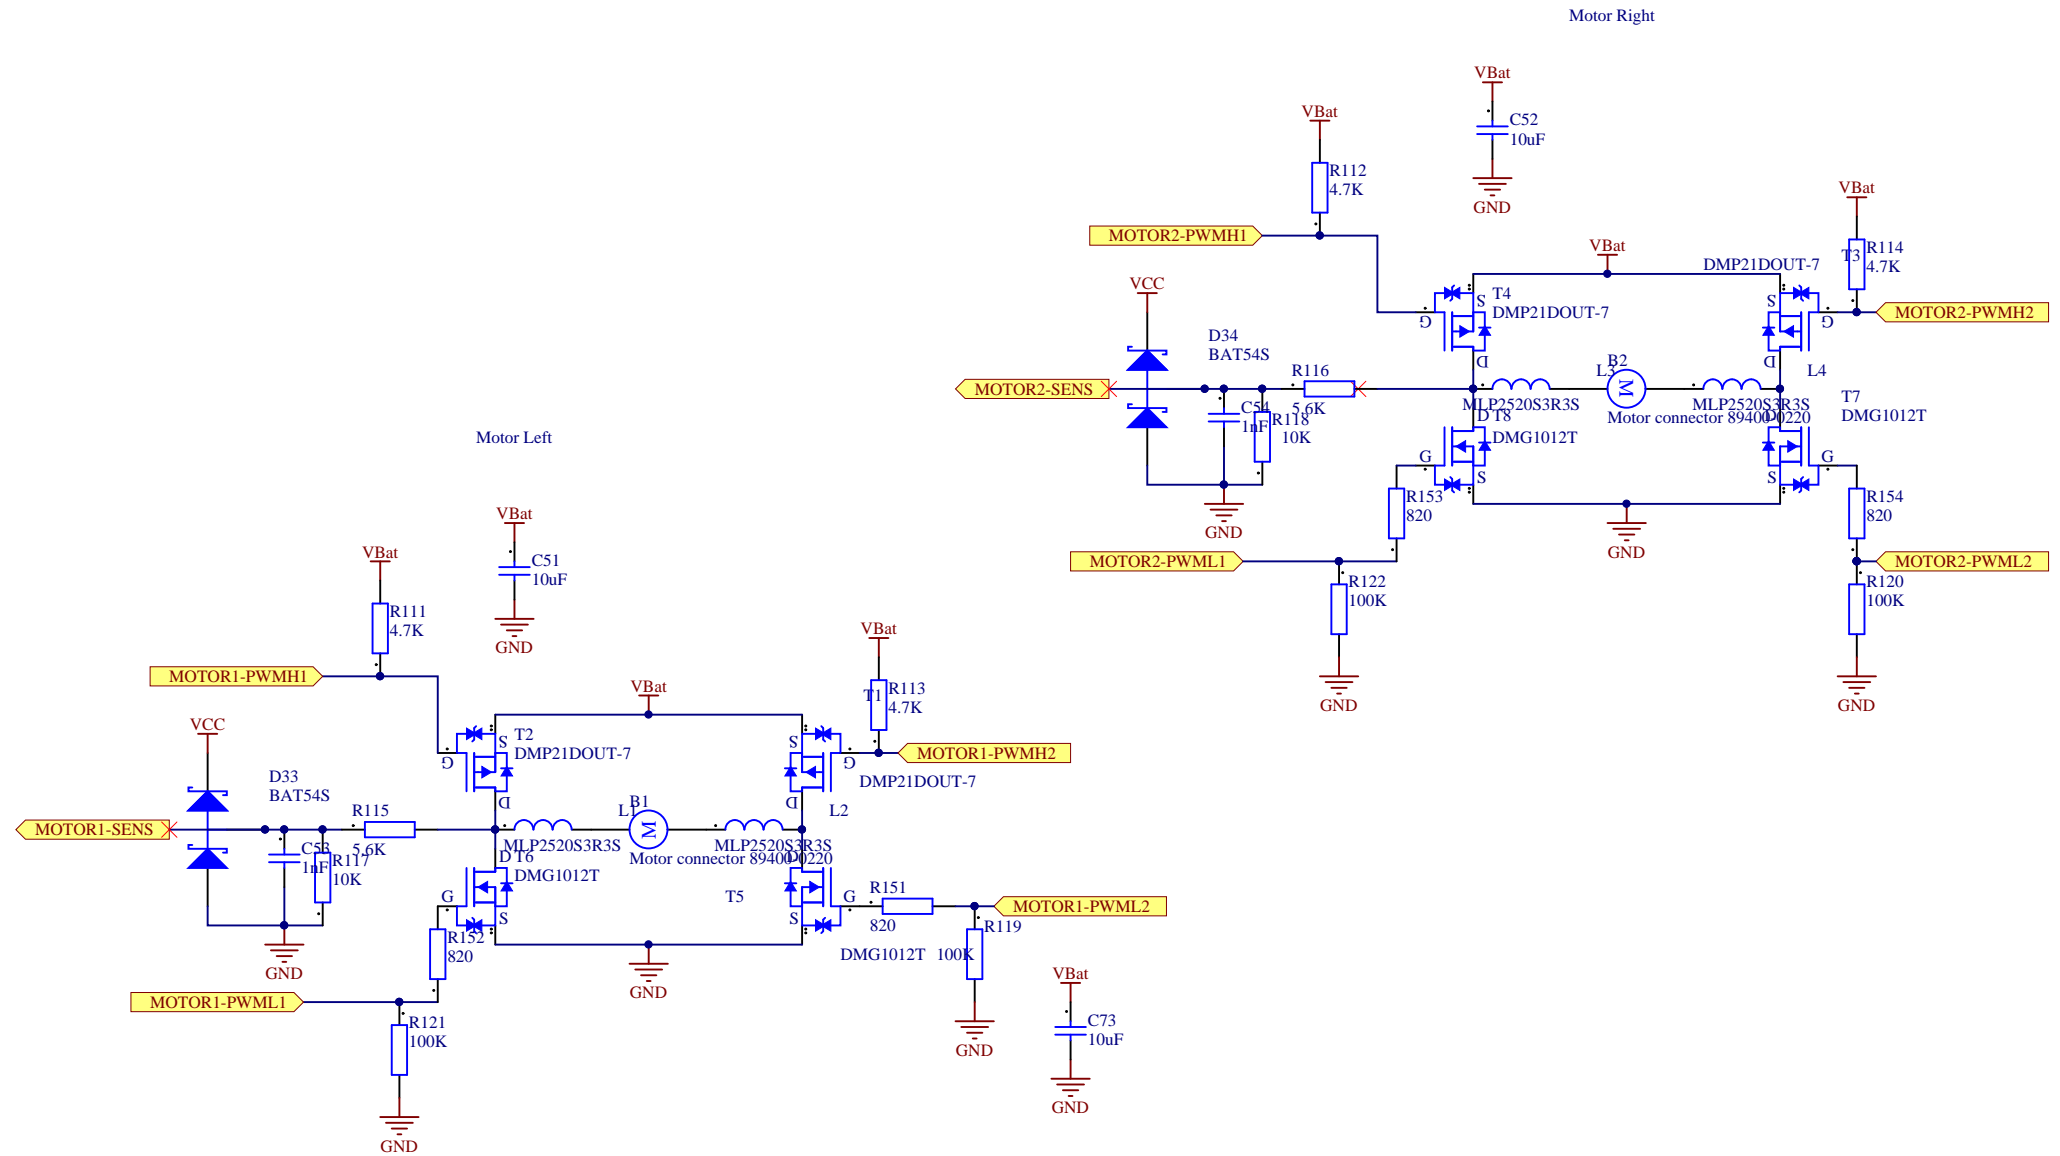 Motor Right
VBat
C52
10uF
GND
VBat
R112
4.7K
MOTOR2-PWMH1
VBat
T3
R114
4.7K
MOTOR2-PWMH2
VBat
DMP21DOUT-7
S
G
D
T4
DMP21DOUT-7
S
G
D
VCC
D34
BAT54S
MOTOR2-SENS
R116
5.6K
C54
1nF
R118
10K
GND
B2
M
L3
MLP2520S3R3S
Motor connector 89400-0220
MLP2520S3R3S
L4
T7
DMG1012T
D
G
S
D
T8
DMG1012T
G
S
R153
820
R154
820
GND
MOTOR2-PWML1
MOTOR2-PWML2
R122
100K
GND
R120
100K
GND
Motor Left
VBat
C51
10uF
GND
VBat
R111
4.7K
MOTOR1-PWMH1
VBat
T1
R113
4.7K
MOTOR1-PWMH2
VBat
T2
DMP21DOUT-7
S
G
D
S
G
D
DMP21DOUT-7
VCC
D33
BAT54S
MOTOR1-SENS
R115
5.6K
C53
1nF
R117
10K
GND
L1
B1
M
L2
MLP2520S3R3S
Motor connector 89400-0220
MLP2520S3R3S
D
T6
DMG1012T
G
S
D
T5
G
S
R151
820
DMG1012T
MOTOR1-PWML2
R119
100K
GND
R152
820
GND
MOTOR1-PWML1
R121
100K
GND
VBat
C73
10uF
GND